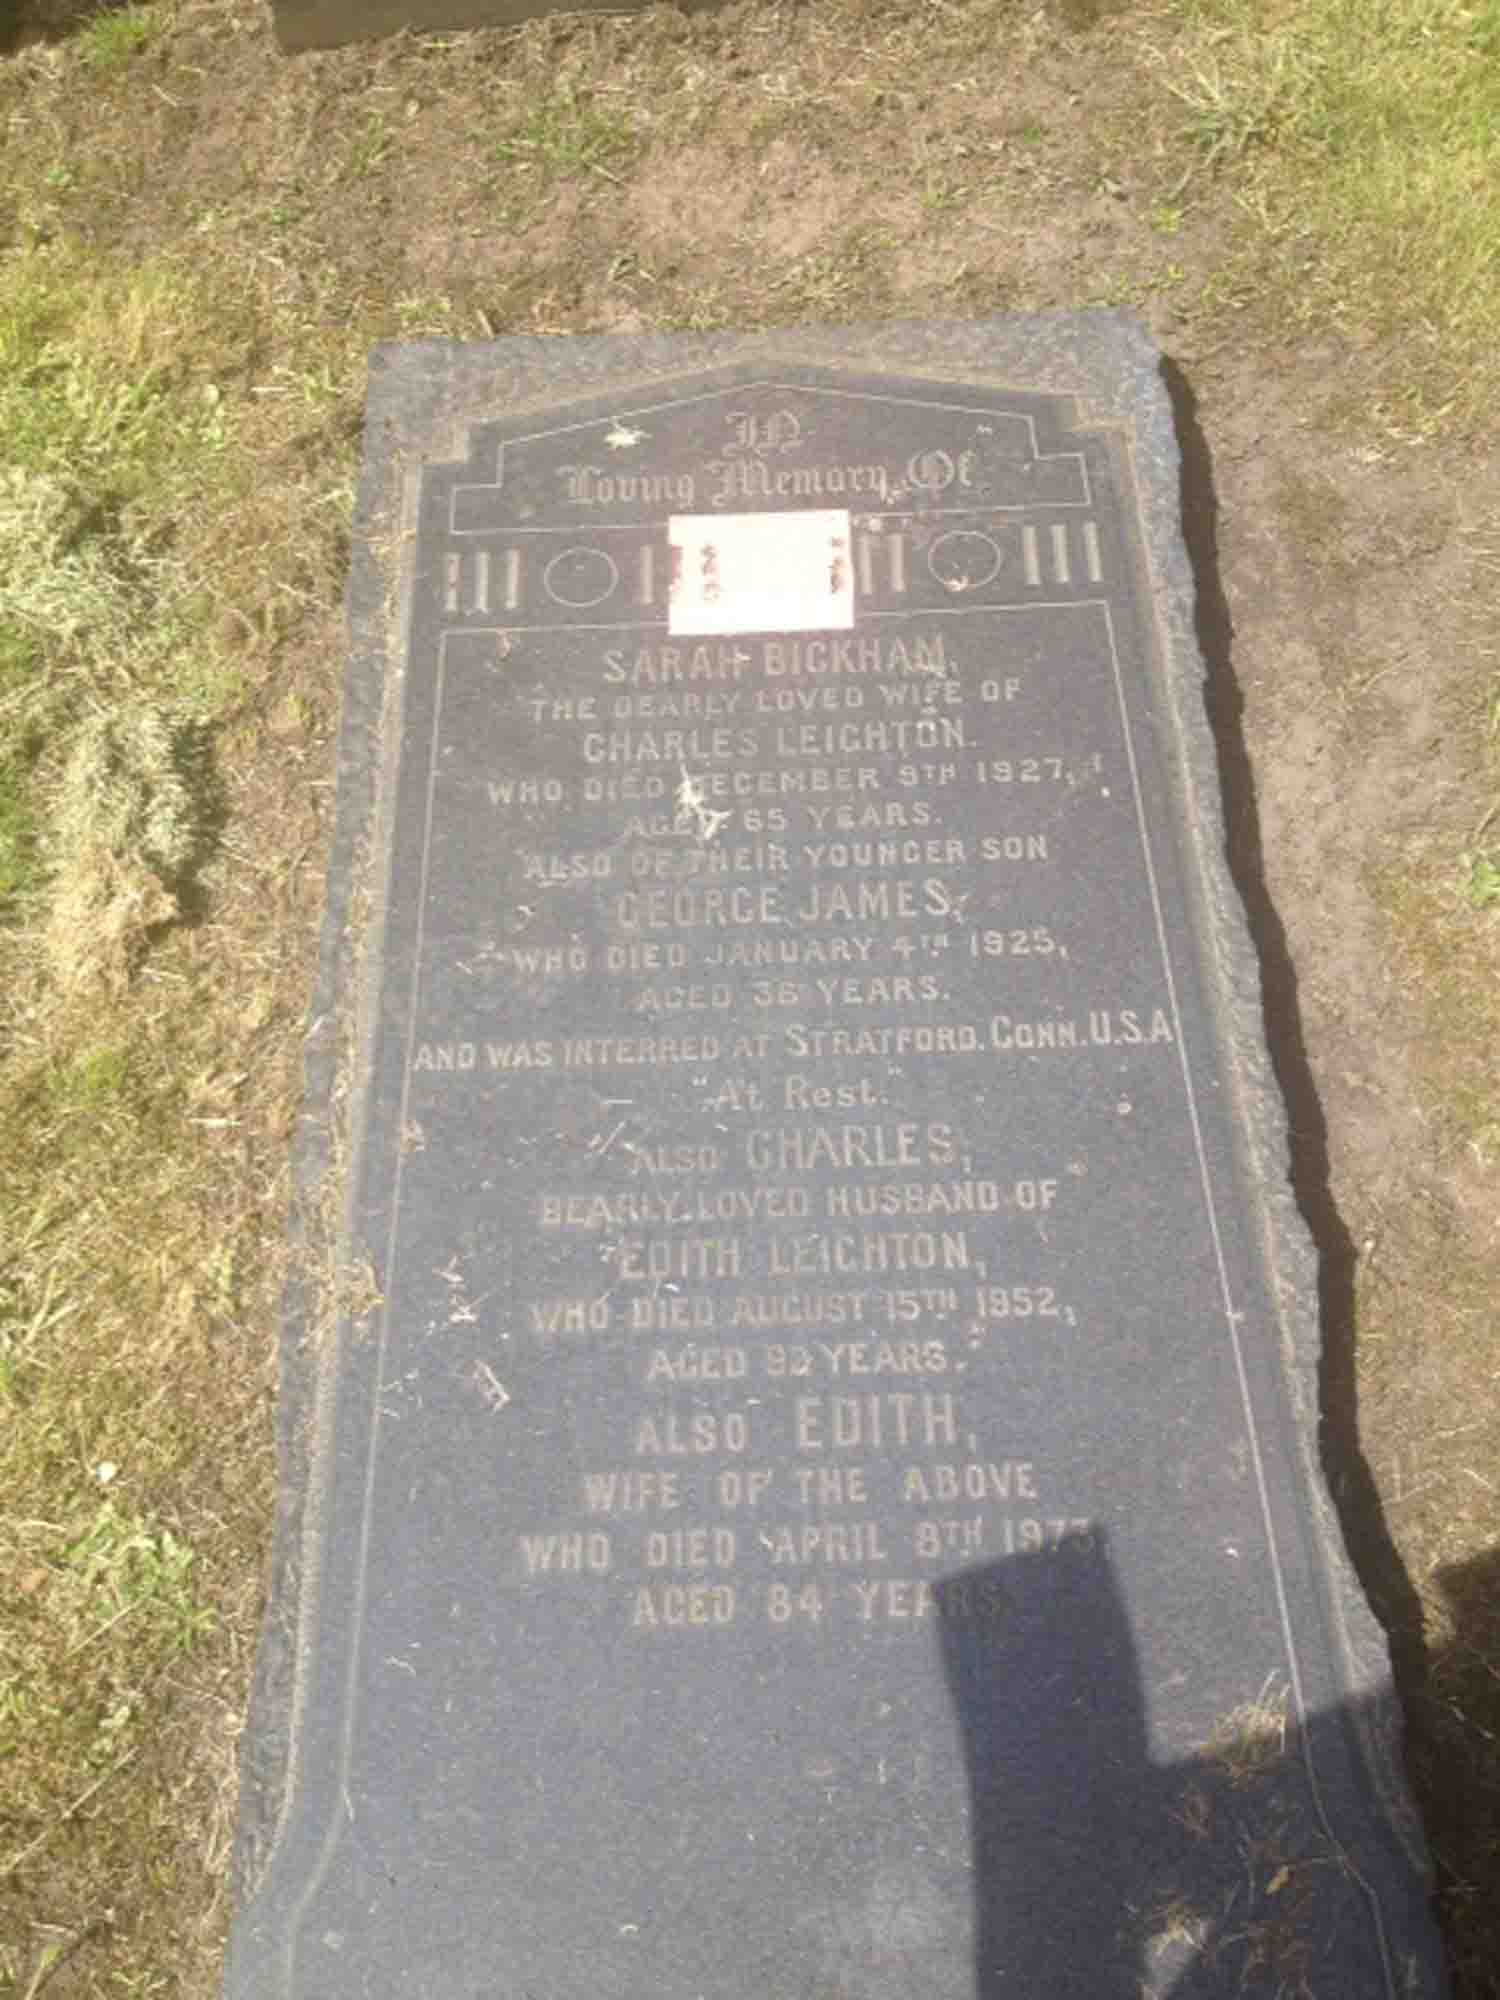 In
Loving Memory Of
SARAH BICKHAM,
THE DEARLY LOVED WIFE OF
CHARLES LEIGHTON.
WHO DIED DECEMBER 9TH 1927,
AGED 65 YEARS.
ALSO OF THEIR YOUNGER SON
GEORGE JAMES,
WHO DIED JANUARY 4TH 1925,
AGED 36 YEARS.
AND WAS INTERRED AT STRATFORD. CONN. U.S.A
"At Rest."
ALSO CHARLES,
DEARLY LOVED HUSBAND OF
EDITH LEIGHTON,
WHO DIED AUGUST 15TH 1952,
AGED YEARS.
ALSO EDITH,
WIFE OF THE ABOVE
WHO DIED APRIL 8TH
AGED 84 YEARS.